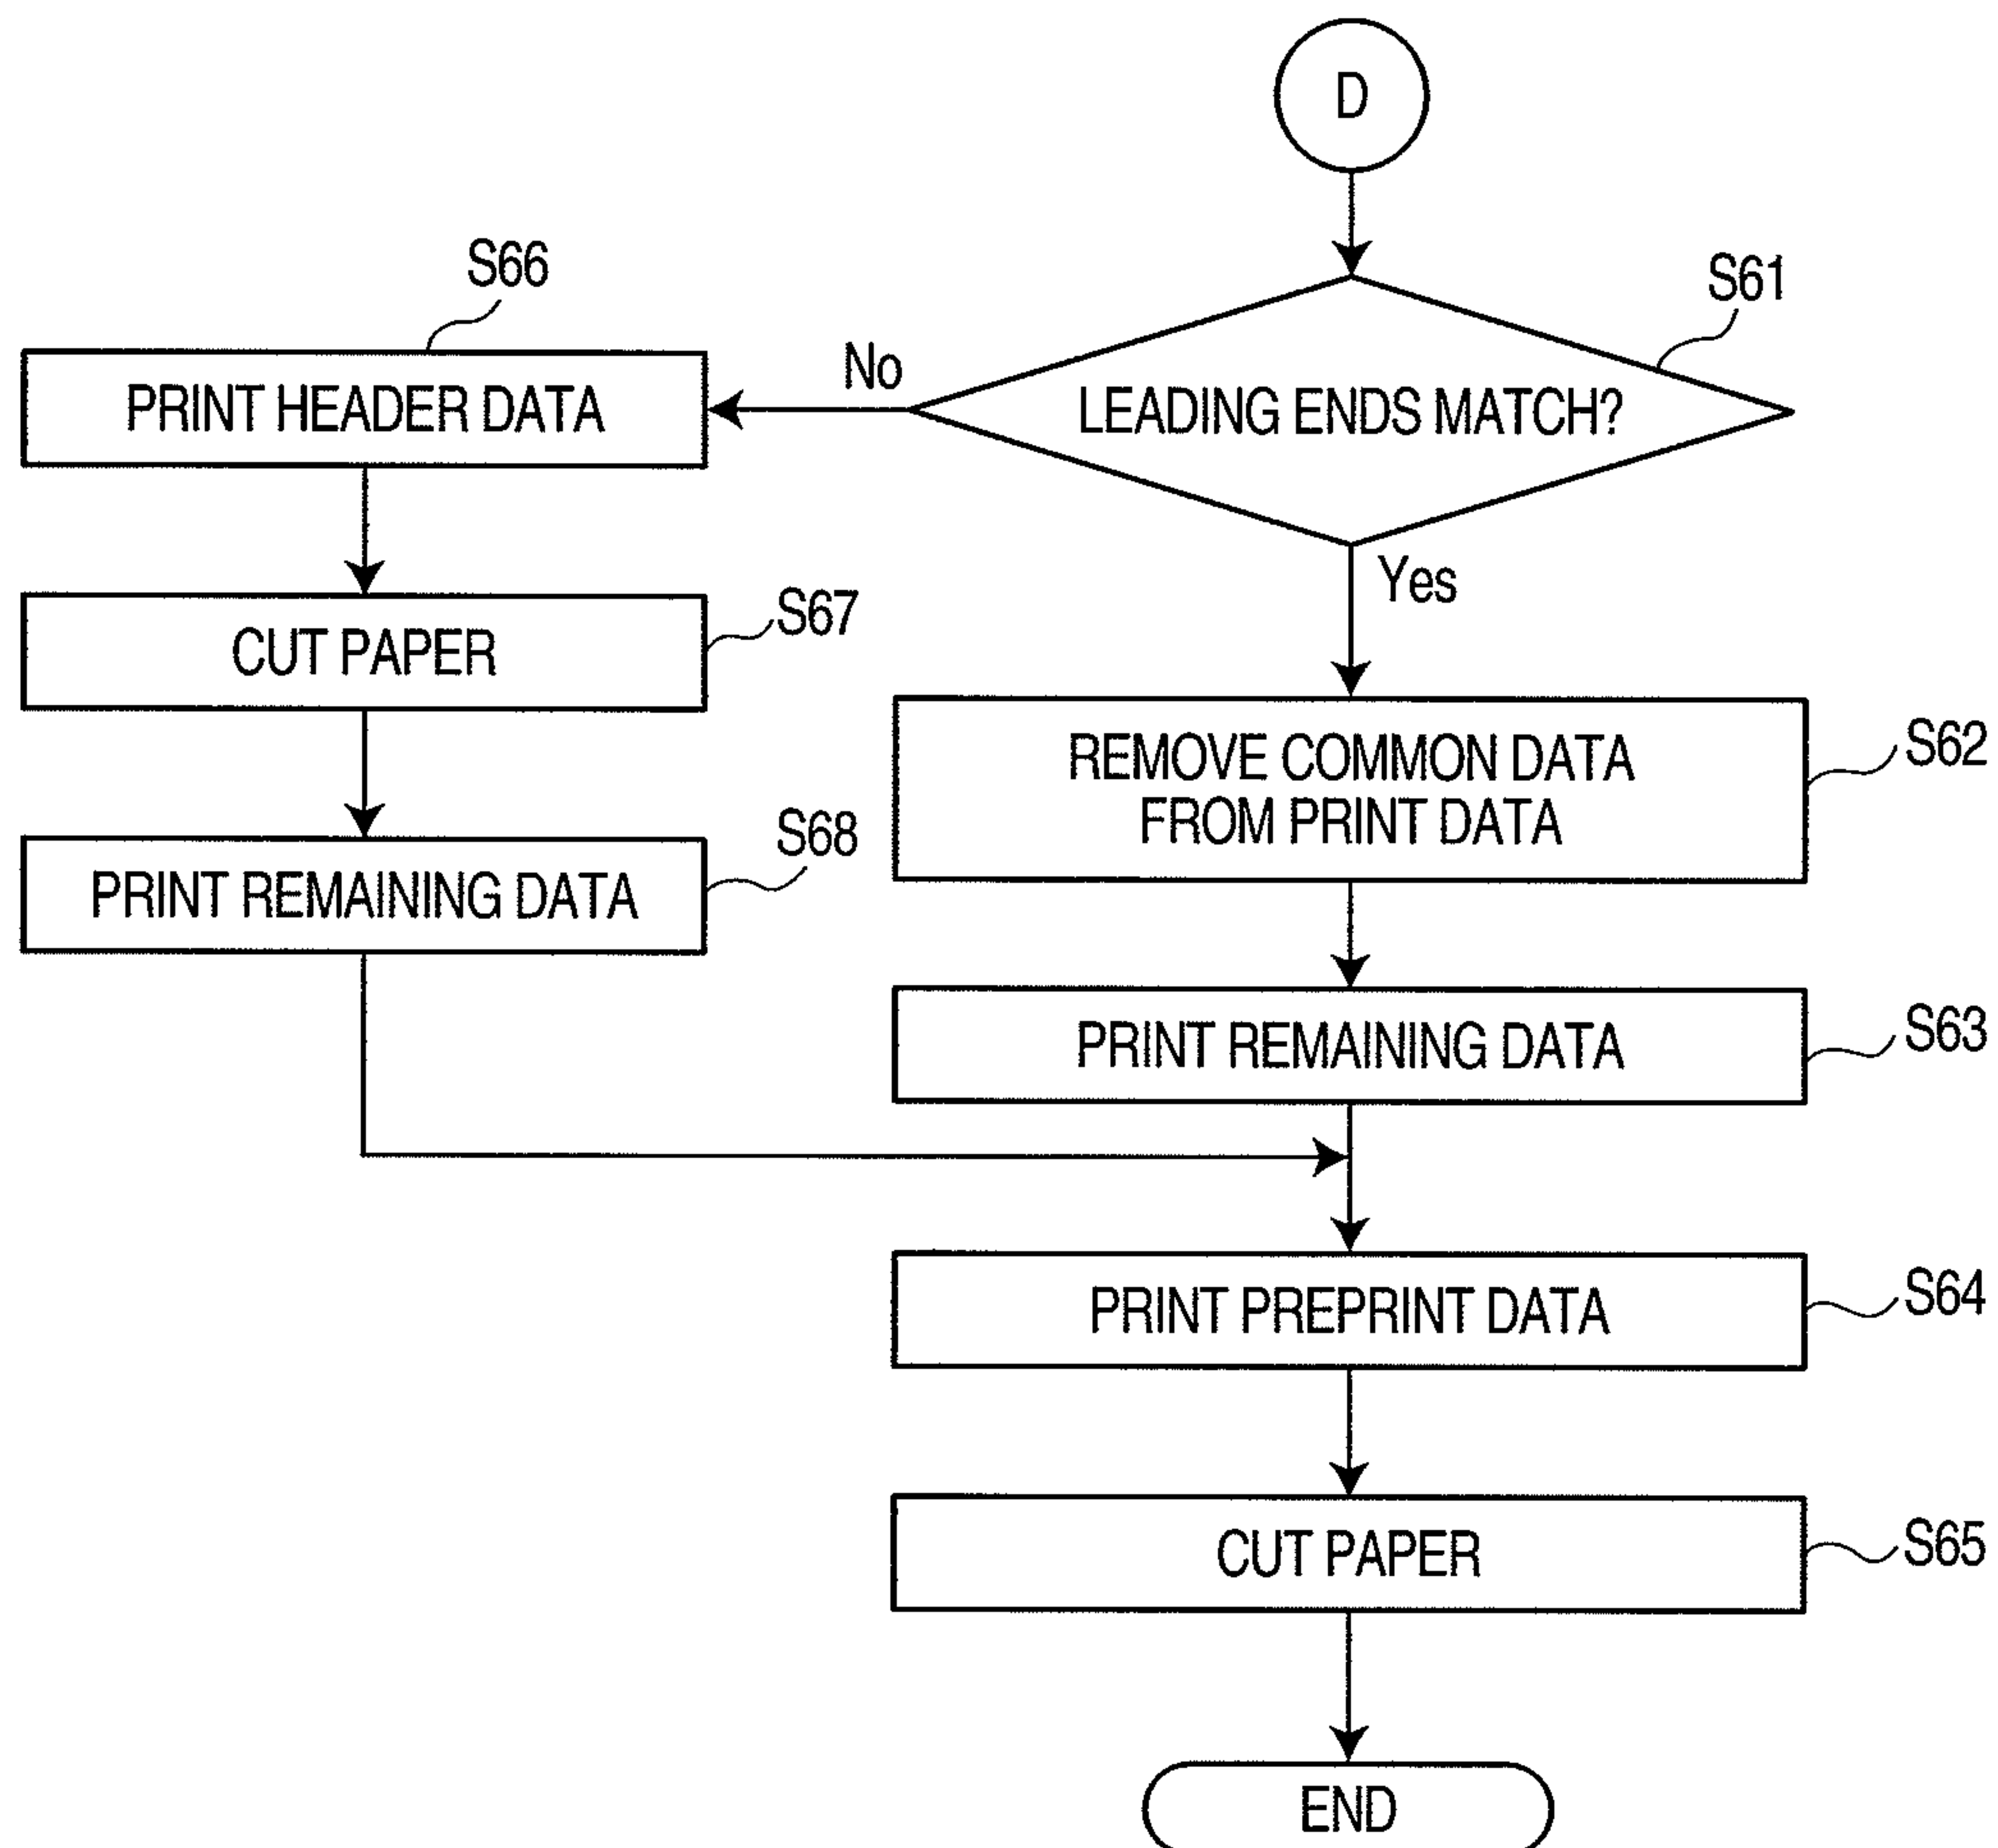 D
S61
LEADING ENDS MATCH?
No
Yes
S66
PRINT HEADER DATA
S67
CUT PAPER
S68
PRINT REMAINING DATA
S62
REMOVE COMMON DATA
FROM PRINT DATA
S63
PRINT REMAINING DATA
S64
PRINT PREPRINT DATA
S65
CUT PAPER
END